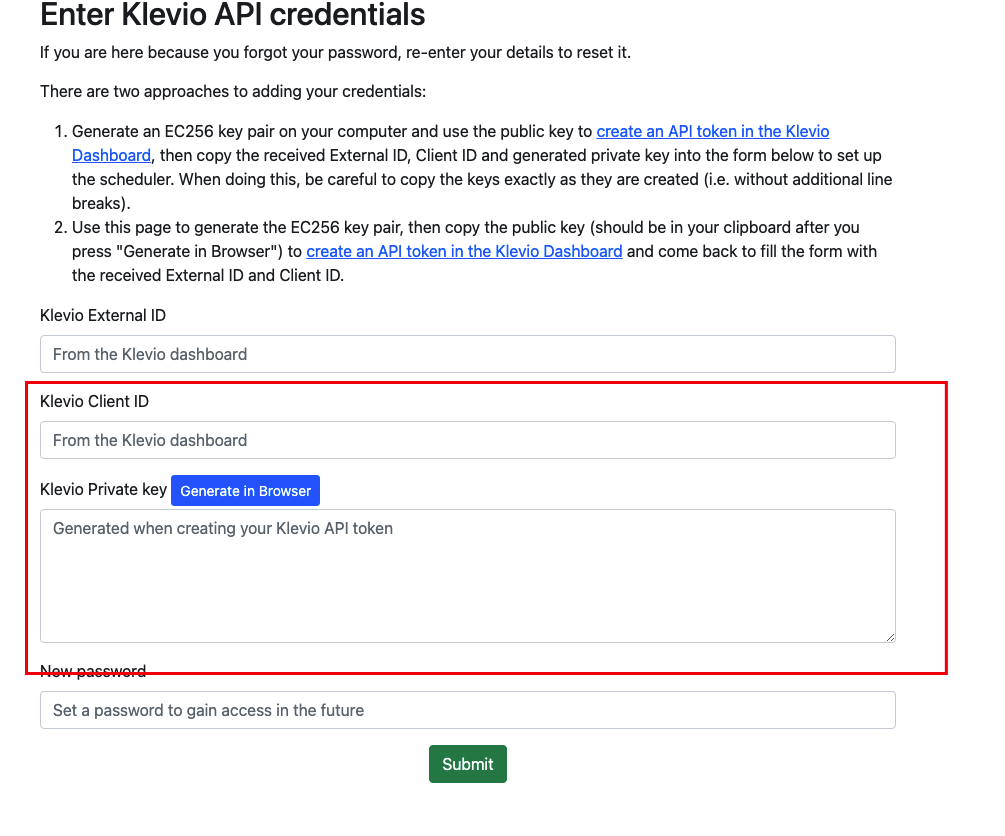 Enter Klevio API credentials
If you are here because you forgot your password, re-enter your details to reset it.
There are two approaches to adding your credentials:
1. Generate an EC256 key pair on your computer and use the public key to create an API token in the Klevio
Dashboard, then copy the received External ID, Client ID and generated private key into the form below to set up
the scheduler. When doing this, be careful to copy the keys exactly as they are created (i.e. without additional line
breaks).
2. Use this page to generate the EC256 key pair, then copy the public key (should be in your clipboard after you
press "Generate in Browser") to create an API token in the Klevio Dashboard and come back to fill the form with
the received External ID and Client ID.
Klevio External ID
From the Klevio dashboard
Klevio Client ID
From the Klevio dashboard
Klevio Private key Generate in Browser
Generated when creating your Klevio API token
New password
Set a password to gain access in the future
Submit